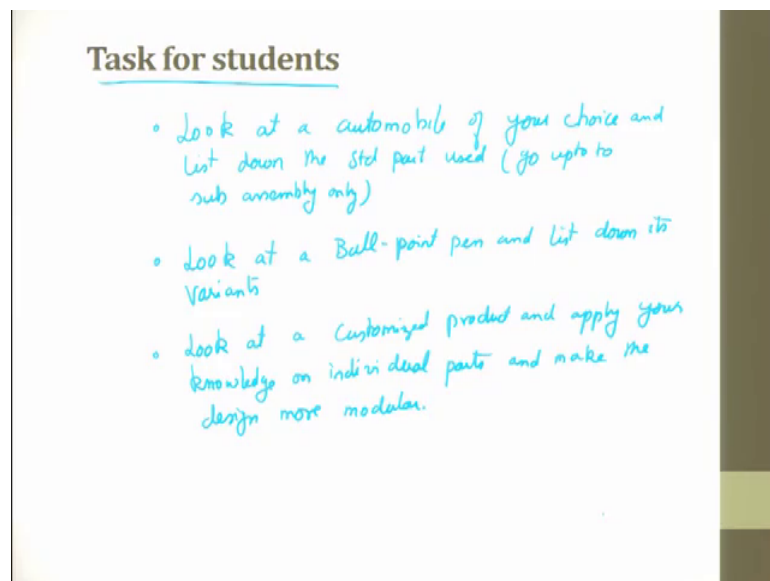 Task for students
• Look at a automobile of your choice and
list down the std part used (go upto to
sub assembly only)
• Look at a Ball-point pen and list down its
variants
• Look at a customized product and apply your
knowledge on individual parts and make the
design more modular.